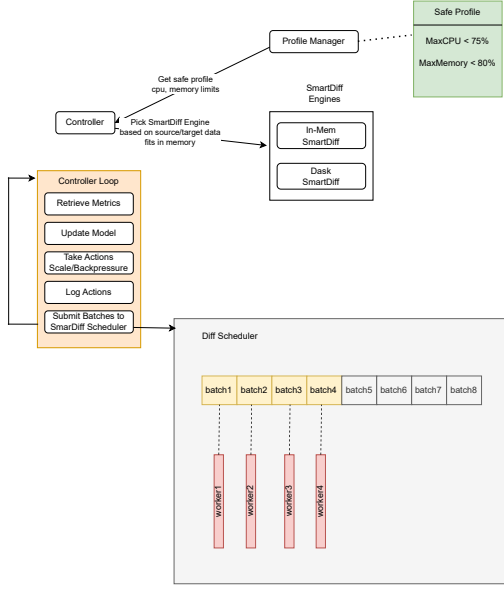 Safe Profile
MaxCPU < 75%
MaxMemory < 80%
Profile Manager
Get safe profile
cpu, memory limits
Controller
Pick SmartDiff Engine
based on source/target data
fits in memory
SmartDiff
Engines
In-Mem
SmartDiff
Dask
SmartDiff
Controller Loop
Retrieve Metrics
Update Model
Take Actions
Scale/Backpressure
Log Actions
Submit Batches to
SmarDiff Scheduler
Diff Scheduler
batch1 batch2 batch3 batch4 batch5 batch6 batch7 batch8
worker1
worker2
worker3
worker4